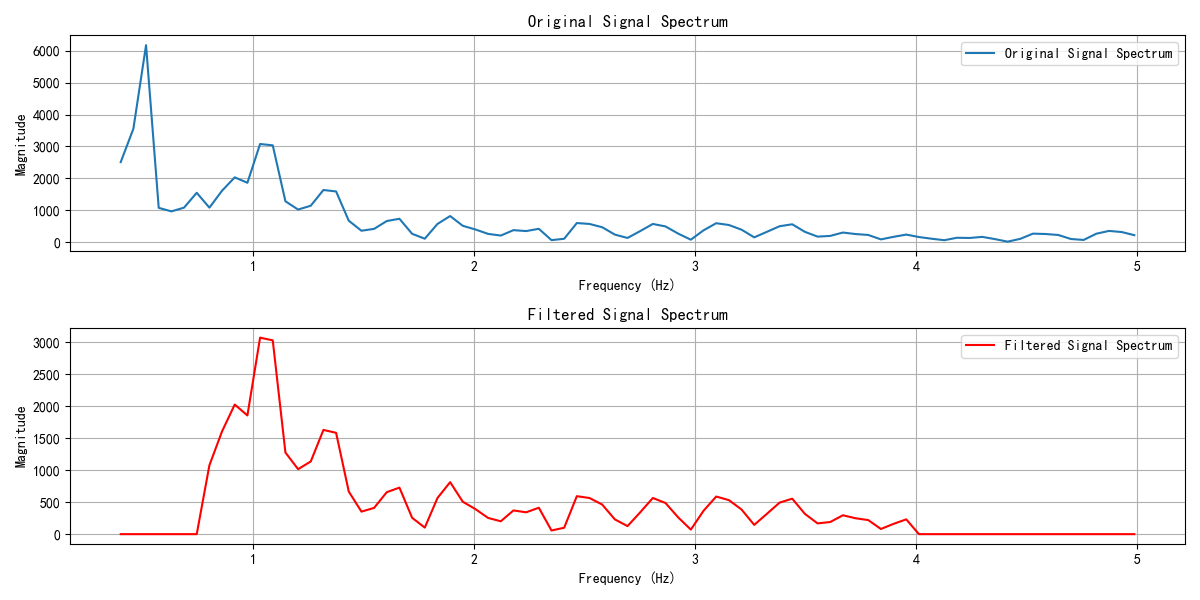 Original Signal Spectrum
Original Signal Spectrum
Magnitude
6000
5000
4000
3000
2000
1000
0
1 2 3 4 5
Frequency (Hz)
Filtered Signal Spectrum
Filtered Signal Spectrum
Magnitude
3000
2500
2000
1500
1000
500
0
1 2 3 4 5
Frequency (Hz)